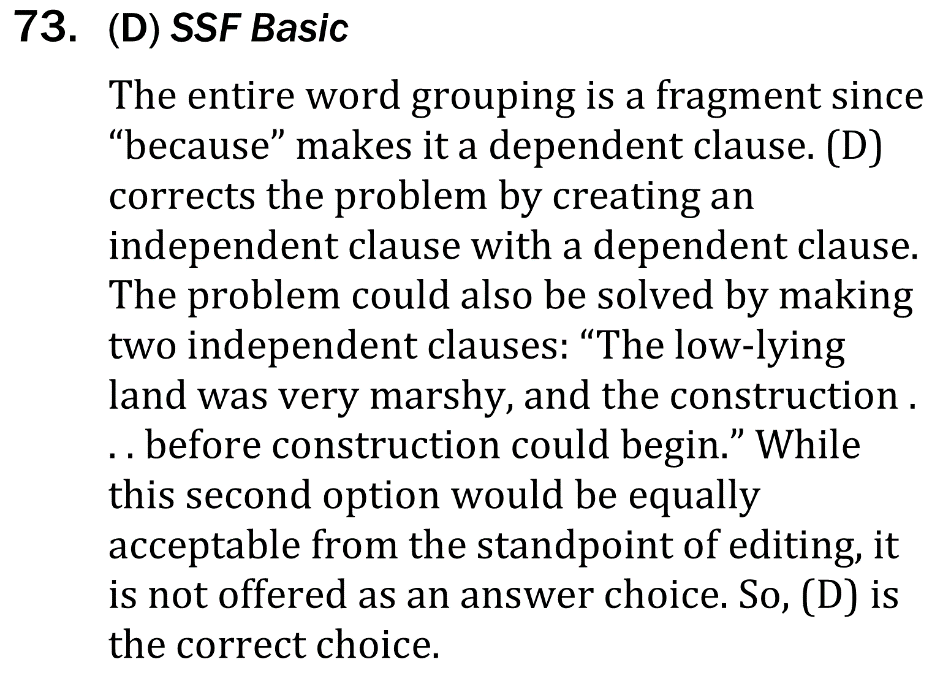 73. (D) SSF Basic
The entire word grouping is a fragment since
“because” makes it a dependent clause. (D)
corrects the problem by creating an
independent clause with a dependent clause.
The problem could also be solved by making
two independent clauses: “The low-lying
land was very marshy, and the construction .
. . before construction could begin.” While
this second option would be equally
acceptable from the standpoint of editing, it
is not offered as an answer choice. So, (D) is
the correct choice.